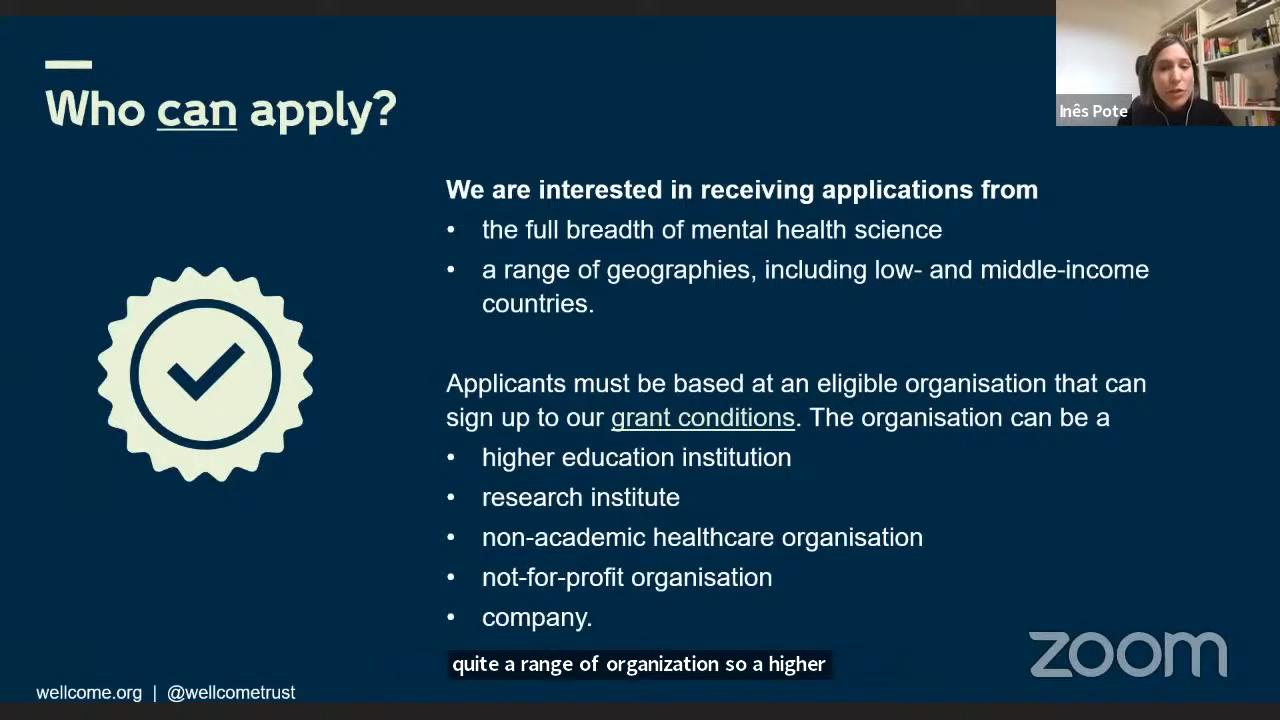 Who can apply?
Inês Pote
We are interested in receiving applications from
• the full breadth of mental health science
• a range of geographies, including low- and middle-income
countries.
Applicants must be based at an eligible organisation that can
sign up to our grant conditions. The organisation can be a
• higher education institution
• research institute
• non-academic healthcare organisation
• not-for-profit organisation
• company.
quite a range of organization so a higher
zoom
wellcome.org | @wellcometrust